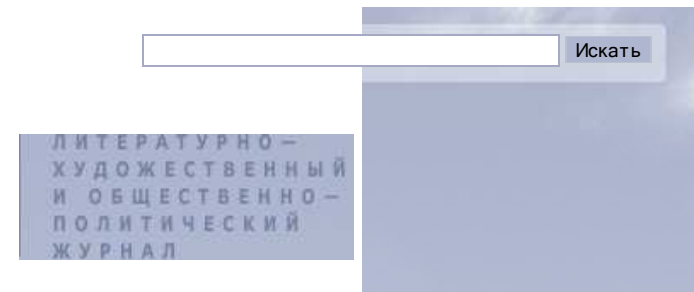 Искать
ЛИТЕРАТУРНО–
ХУДОЖЕСТВЕННЫЙ
И ОБЩЕСТВЕННО–
ПОЛИТИЧЕСКИЙ
ЖУРНАЛ